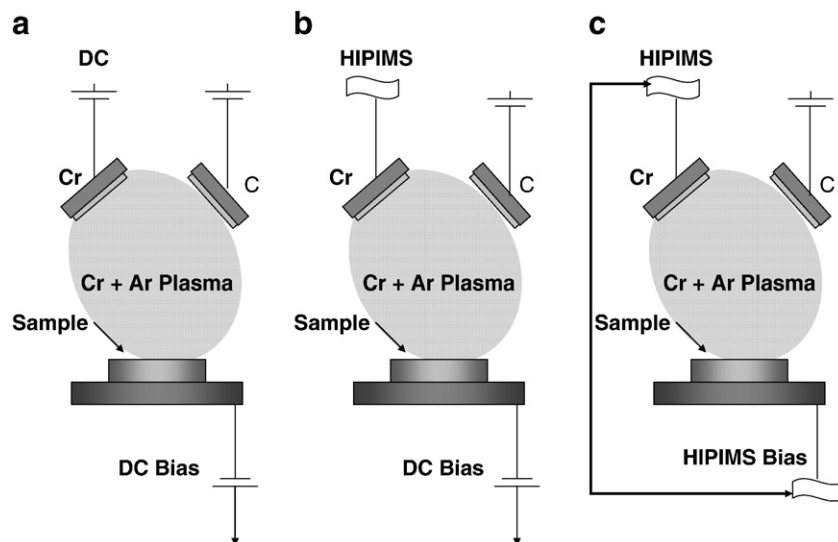 a
DC
Cr
C
Cr + Ar Plasma
Sample
DC Bias
b
HIPIMS
Cr
C
Cr + Ar Plasma
Sample
DC Bias
c
HIPIMS
Cr
C
Cr + Ar Plasma
Sample
HIPIMS Bias